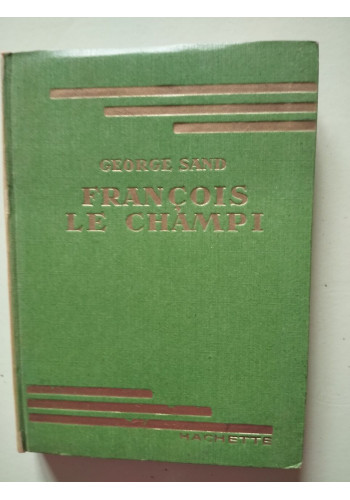 GEORGE SAND
FRANÇOIS
LE CHAMPI
HACHETTE